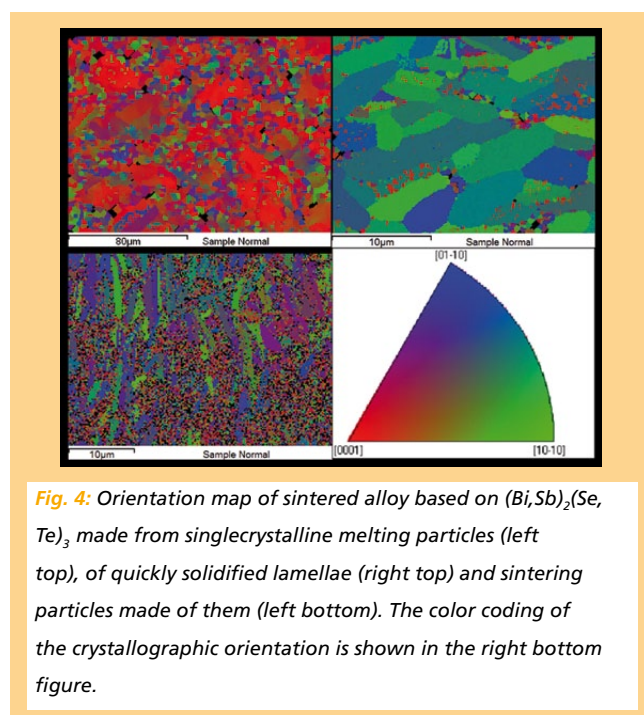 80µm Sample Normal
10µm Sample Normal
10µm Sample Normal
[01-10]
[0001] [10-10]
Fig. 4: Orientation map of sintered alloy based on (Bi,Sb)₂(Se,
Te)₃ made from singlecrystalline melting particles (left
top), of quickly solidified lamellae (right top) and sintering
particles made of them (left bottom). The color coding of
the crystallographic orientation is shown in the right bottom
figure.